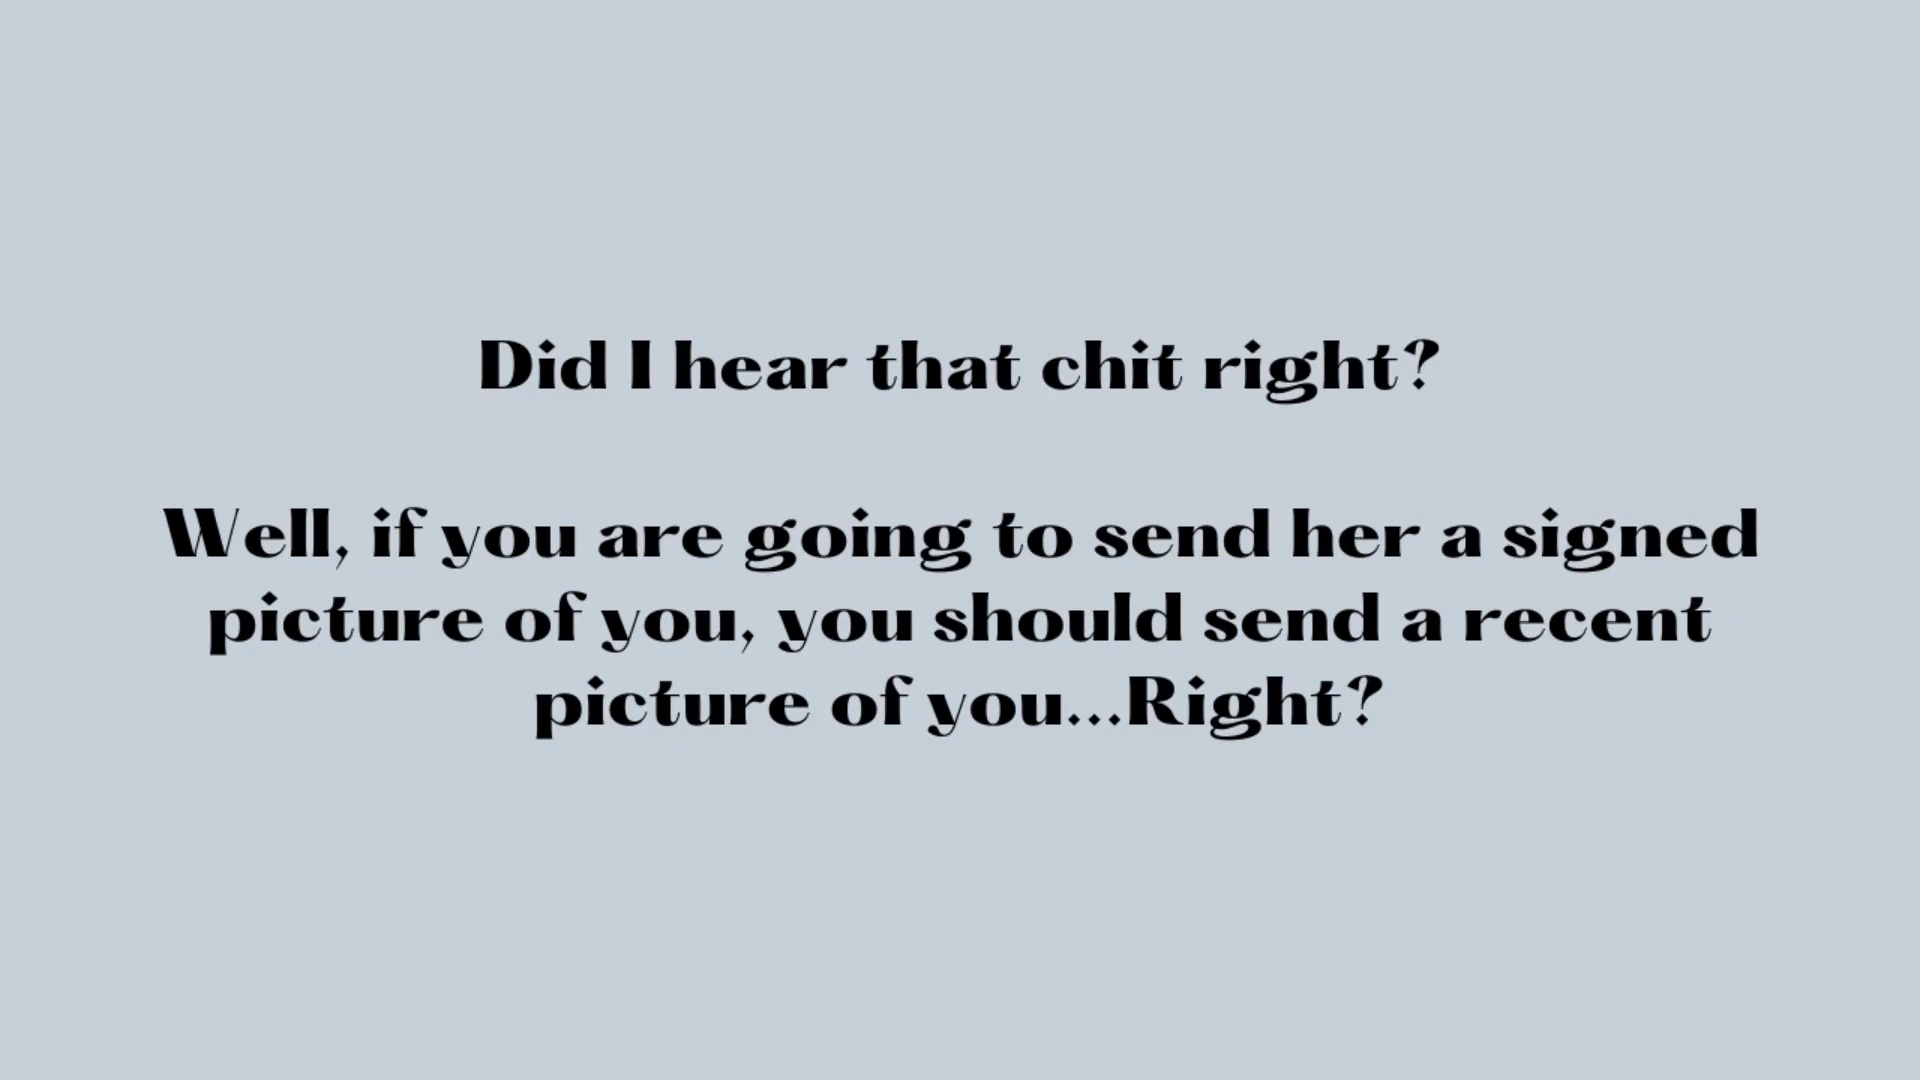 Did I hear that chit right?
Well, if you are going to send her a signed
picture of you, you should send a recent
picture of you...Right?